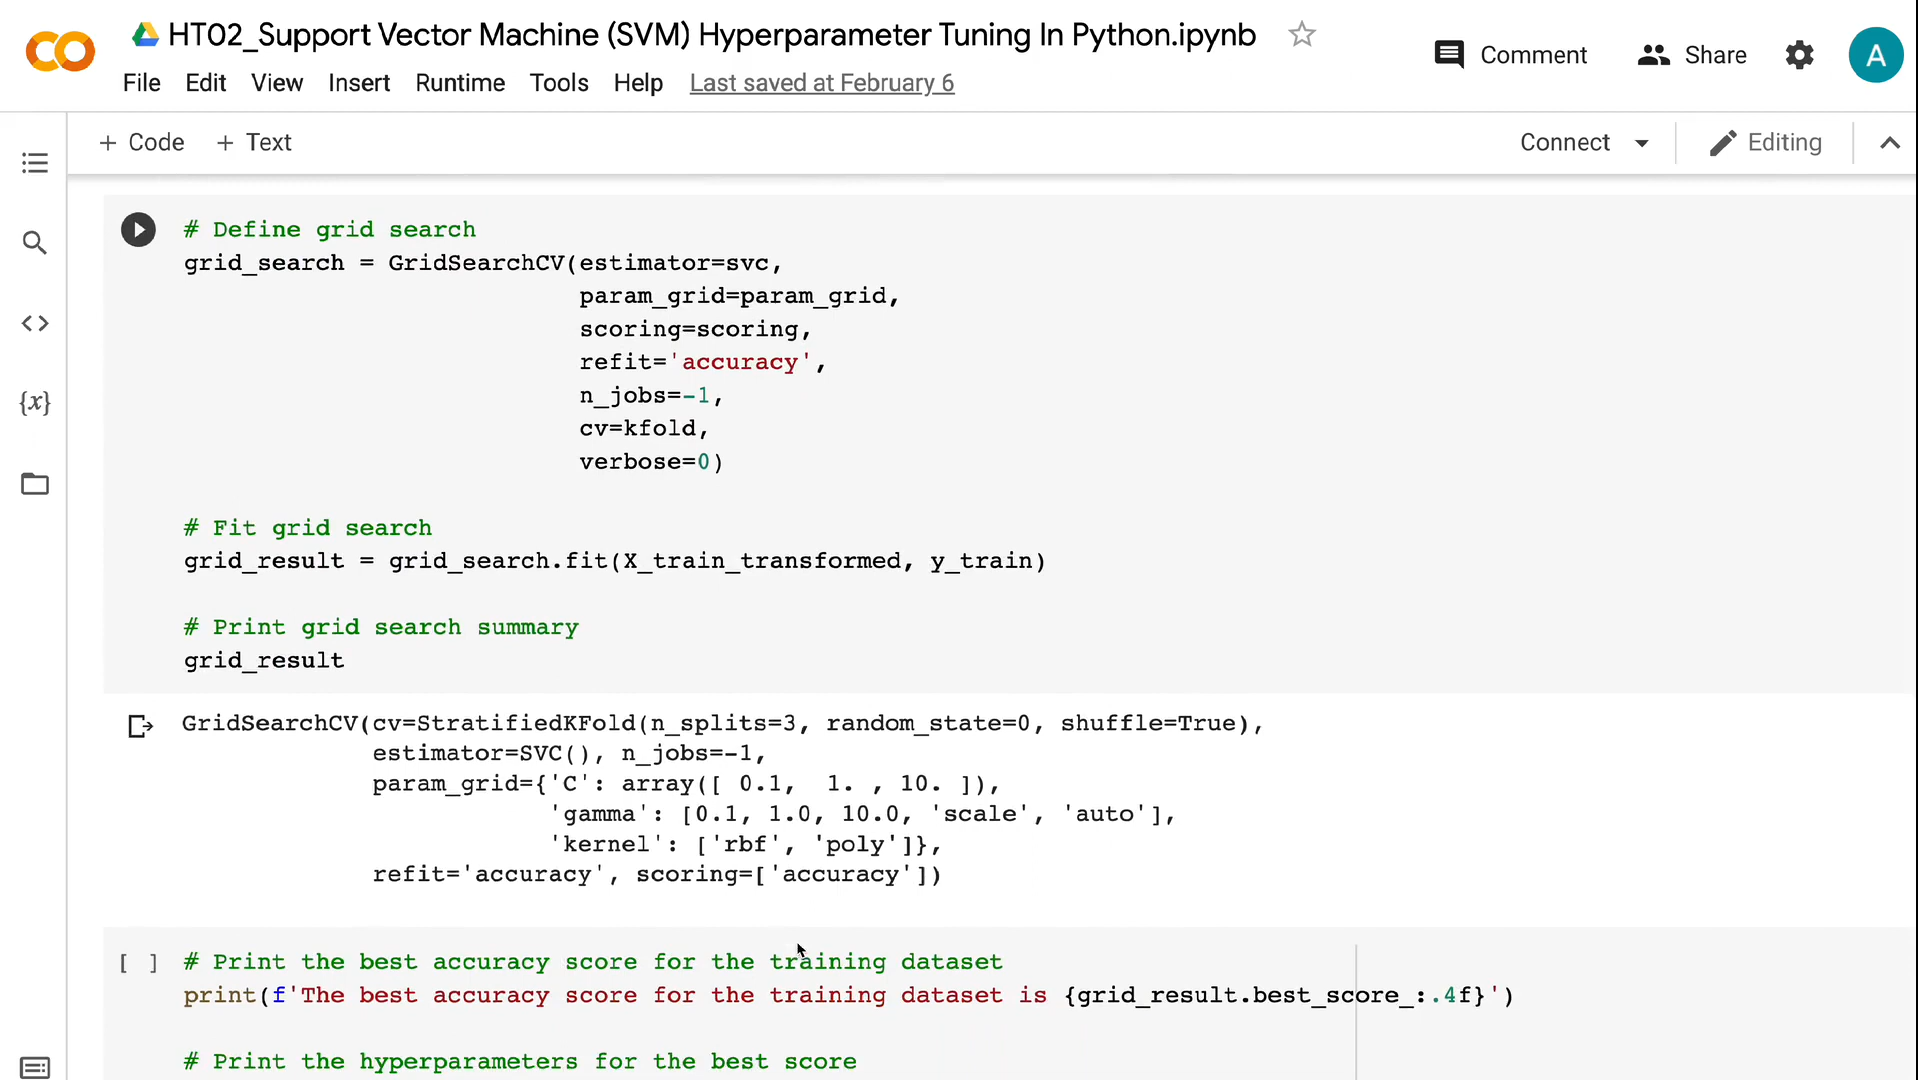 HT02_Support Vector Machine (SVM) Hyperparameter Tuning In Python.ipynb
Comment
Share
A
File Edit View Insert Runtime Tools Help Last saved at February 6
+ Code + Text
Connect
Editing
# Define grid search
grid_search = GridSearchCV(estimator=svc,
param_grid=param_grid,
scoring=scoring,
refit='accuracy',
n_jobs=-1,
cv=kfold,
verbose=0)
# Fit grid search
grid_result = grid_search.fit(X_train_transformed, y_train)
# Print grid search summary
grid_result
GridSearchCV(cv=StratifiedKFold(n_splits=3, random_state=0, shuffle=True),
estimator=SVC(), n_jobs=-1,
param_grid={'C': array([ 0.1,  1. , 10. ]),
'gamma': [0.1, 1.0, 10.0, 'scale', 'auto'],
'kernel': ['rbf', 'poly']},
refit='accuracy', scoring=['accuracy'])
[ ] # Print the best accuracy score for the training dataset
print(f'The best accuracy score for the training dataset is {grid_result.best_score_:.4f}')
# Print the hyperparameters for the best score